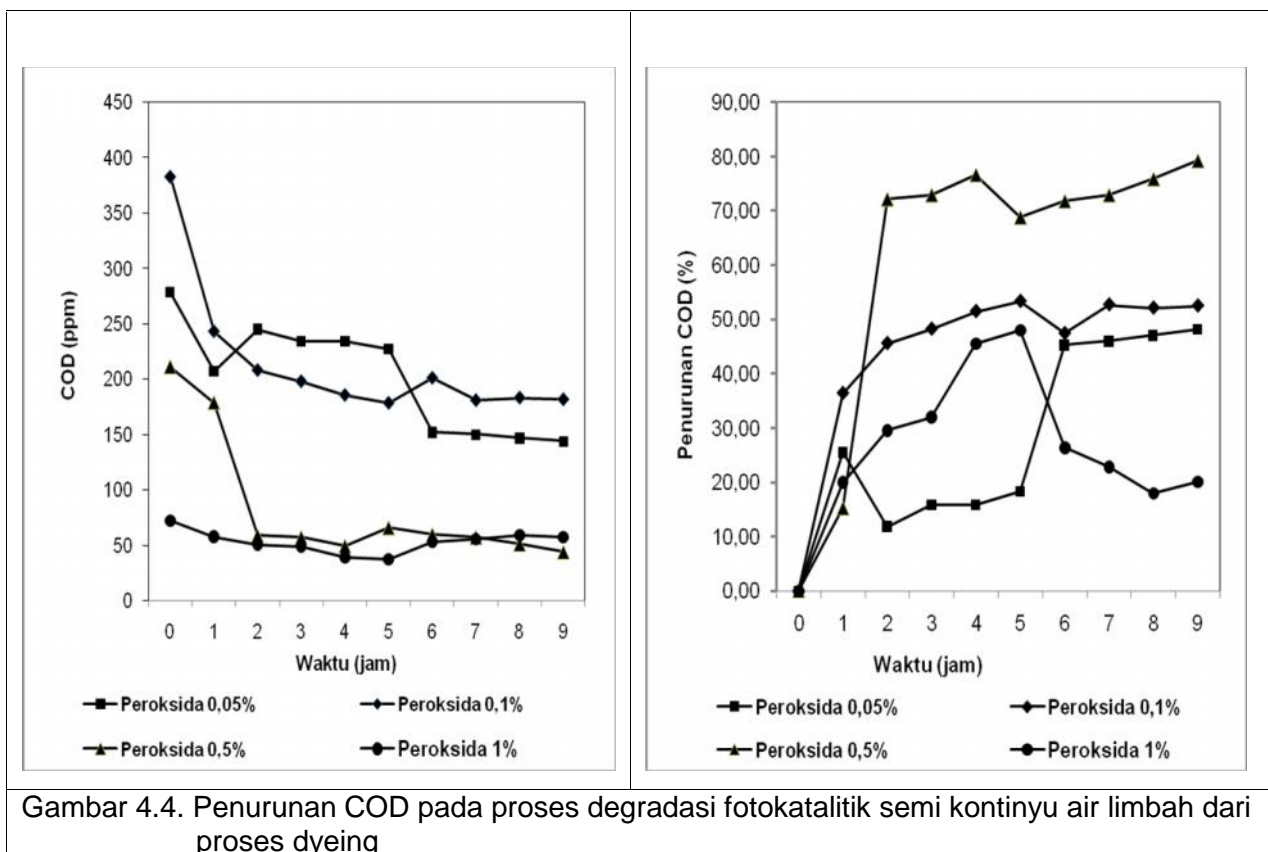 450
400
350
300
250
200
150
100
50
0
COD (ppm)
0 1 2 3 4 5 6 7 8 9
Waktu (jam)
Peroksida 0,05% Peroksida 0,1%
Peroksida 0,5% Peroksida 1%
90,00
80,00
70,00
60,00
50,00
40,00
30,00
20,00
10,00
0,00
Penurunan COD (%)
0 1 2 3 4 5 6 7 8 9
Waktu (jam)
Peroksida 0,05% Peroksida 0,1%
Peroksida 0,5% Peroksida 1%
Gambar 4.4. Penurunan COD pada proses degradasi fotokatalitik semi kontinyu air limbah dari
proses dyeing